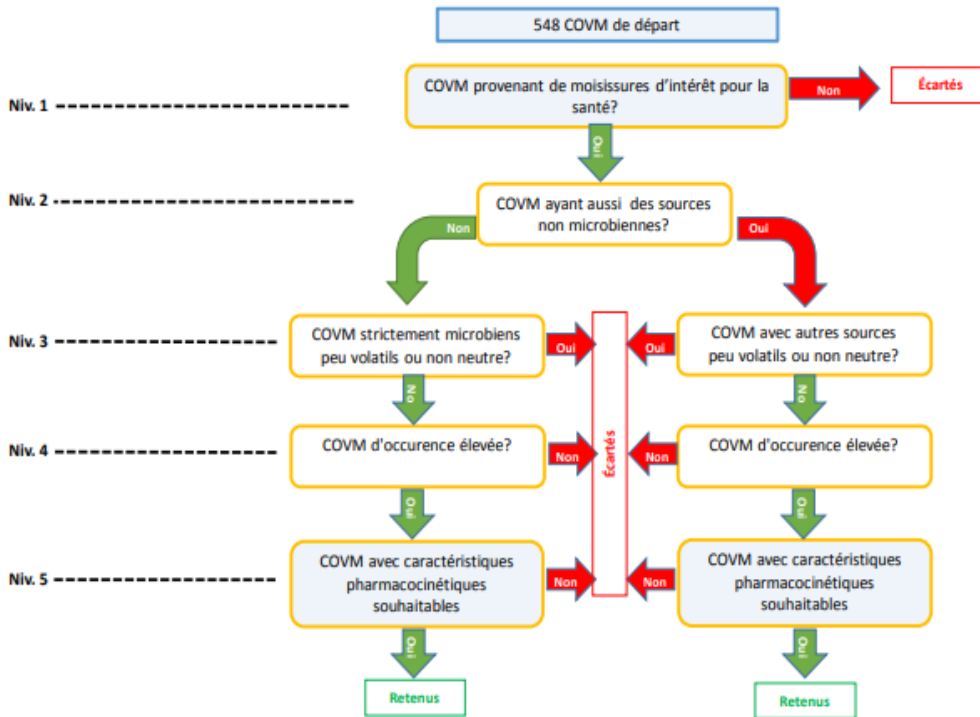 548 COVM de départ
Niv. 1
COVM provenant de moisissures d'intérêt pour la
santé?
Non
Écartés
Oui
Niv. 2
COVM ayant aussi des sources
non microbiennes?
Non
Oui
Niv. 3
COVM strictement microbiens
peu volatils ou non neutre?
Oui
Écartés
Oui
COVM avec autres sources
peu volatils ou non neutre?
No
No
Niv. 4
COVM d'occurence élevée?
Non
Non
COVM d'occurence élevée?
Oui
Oui
Niv. 5
COVM avec caractéristiques
pharmacocinétiques
souhaitables
Non
Non
COVM avec caractéristiques
pharmacocinétiques
souhaitables
Oui
Oui
Retenus
Retenus